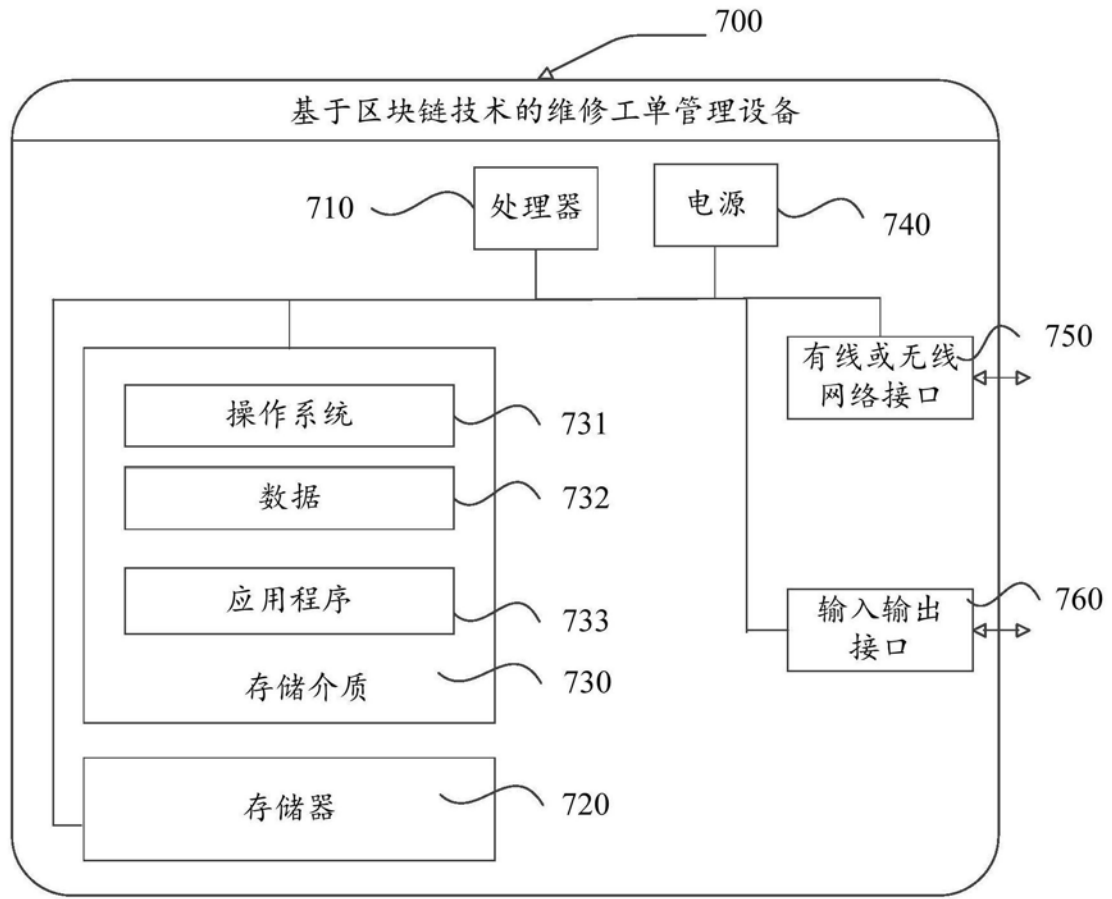 700
基于区块链技术的维修工单管理设备
710
处理器
电源
740
有线或无线
网络接口
750
操作系统
731
数据
732
应用程序
733
存储介质
730
输入输出
接口
760
存储器
720